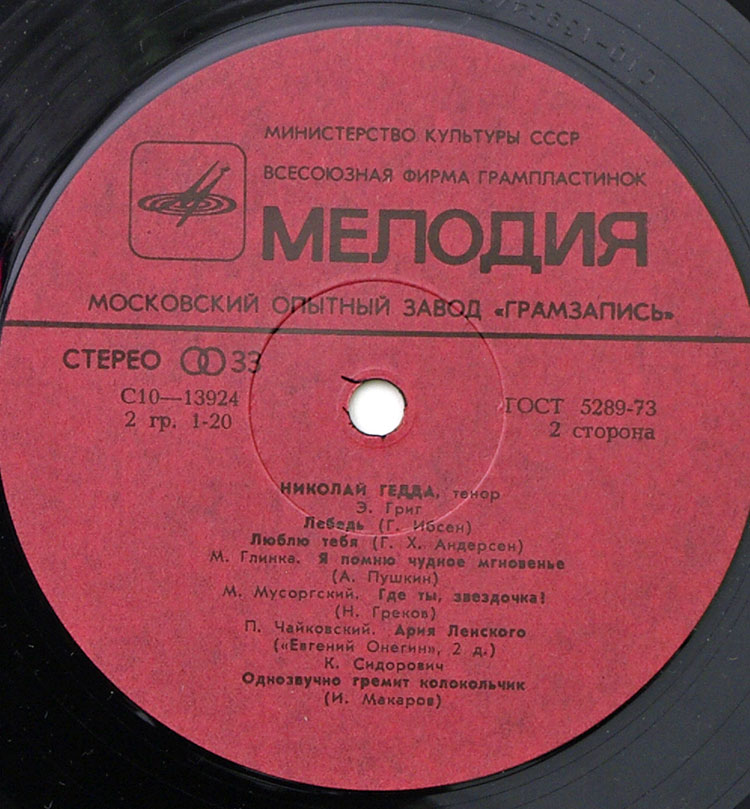 МИНИСТЕРСТВО КУЛЬТУРЫ СССР
ВСЕСОЮЗНАЯ ФИРМА ГРАМПЛАСТИНОК
МЕЛОДИЯ
МОСКОВСКИЙ ОПЫТНЫЙ ЗАВОД «ГРАМЗАПИСЬ»
СТЕРЕО 33
С10—13924
2 гр. 1-20
ГОСТ 5289-73
2 сторона
НИКОЛАЙ ГЕДДА, тенор
Э. Григ
Лебедь (Г. Ибсен)
Люблю тебя (Г. Х. Андерсен)
М. Глинка. Я помню чудное мгновенье
(А. Пушкин)
М. Мусоргский. Где ты, звездочка!
(Н. Греков)
П. Чайковский. Ария Ленского
(«Евгений Онегин», 2 д.)
К. Сидорович
Однозвучно гремит колокольчик
(И. Макаров)